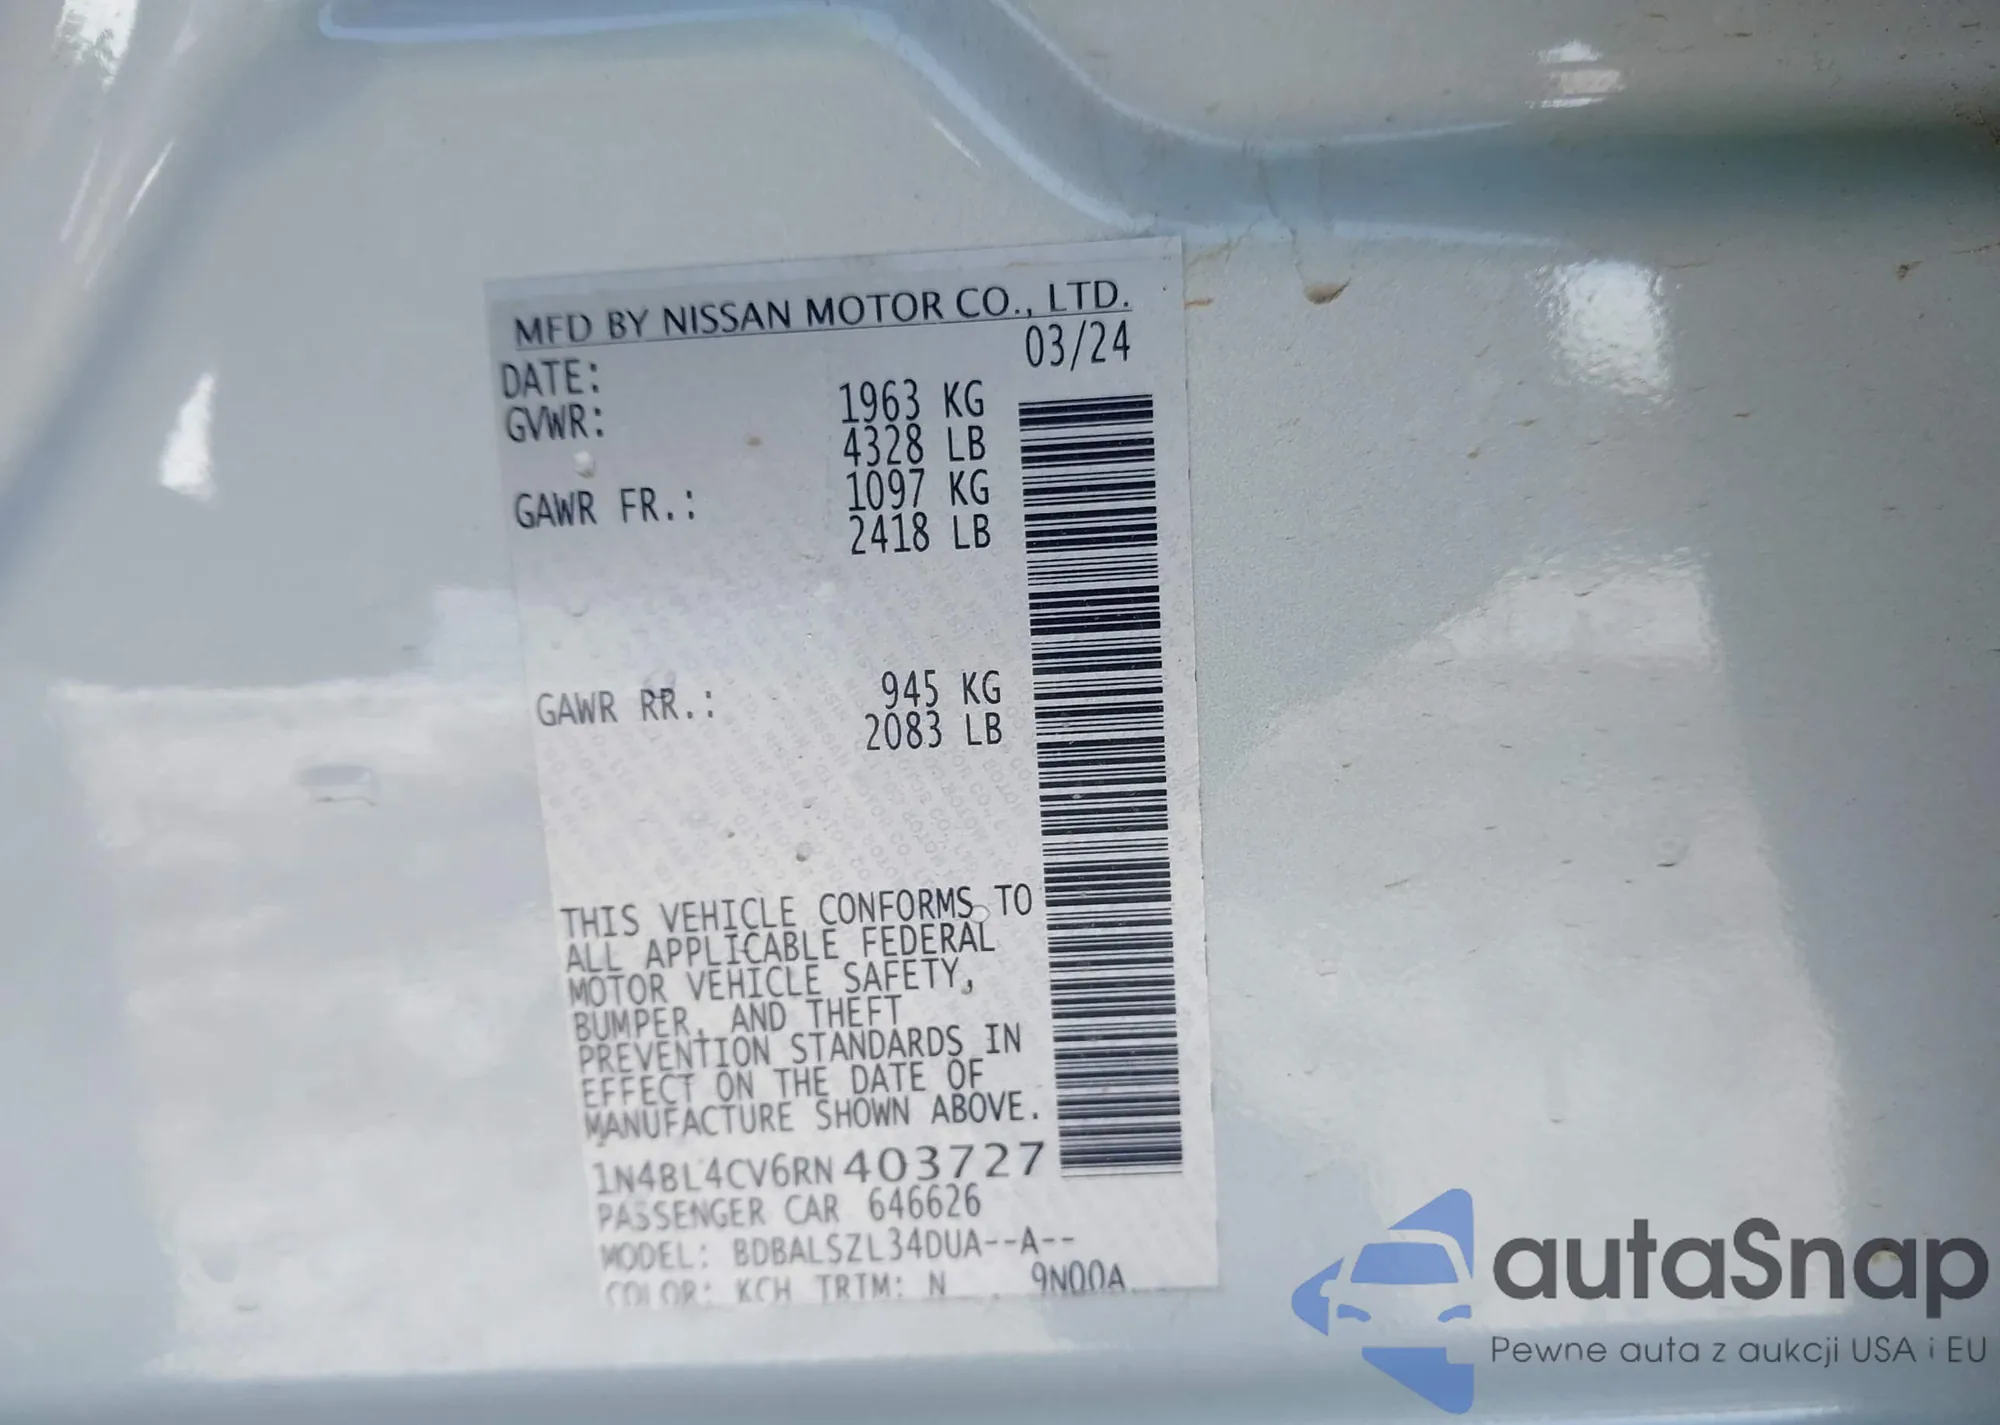 MFD BY NISSAN MOTOR CO., LTD.
DATE: 03/24
GVWR: 1963 KG
4328 LB
GAWR FR.: 1097 KG
2418 LB
GAWR RR.: 945 KG
2083 LB
THIS VEHICLE CONFORMS TO
ALL APPLICABLE FEDERAL
MOTOR VEHICLE SAFETY,
BUMPER, AND THEFT
PREVENTION STANDARDS IN
EFFECT ON THE DATE OF
MANUFACTURE SHOWN ABOVE.
1N4BL4CV6RN403727
PASSENGER CAR 646626
MODEL: BDBALSZL34DUA--A--
COLOR: KCH TRIM: N 9N00A
autaSnap
Pewne auta z aukcji USA i EU